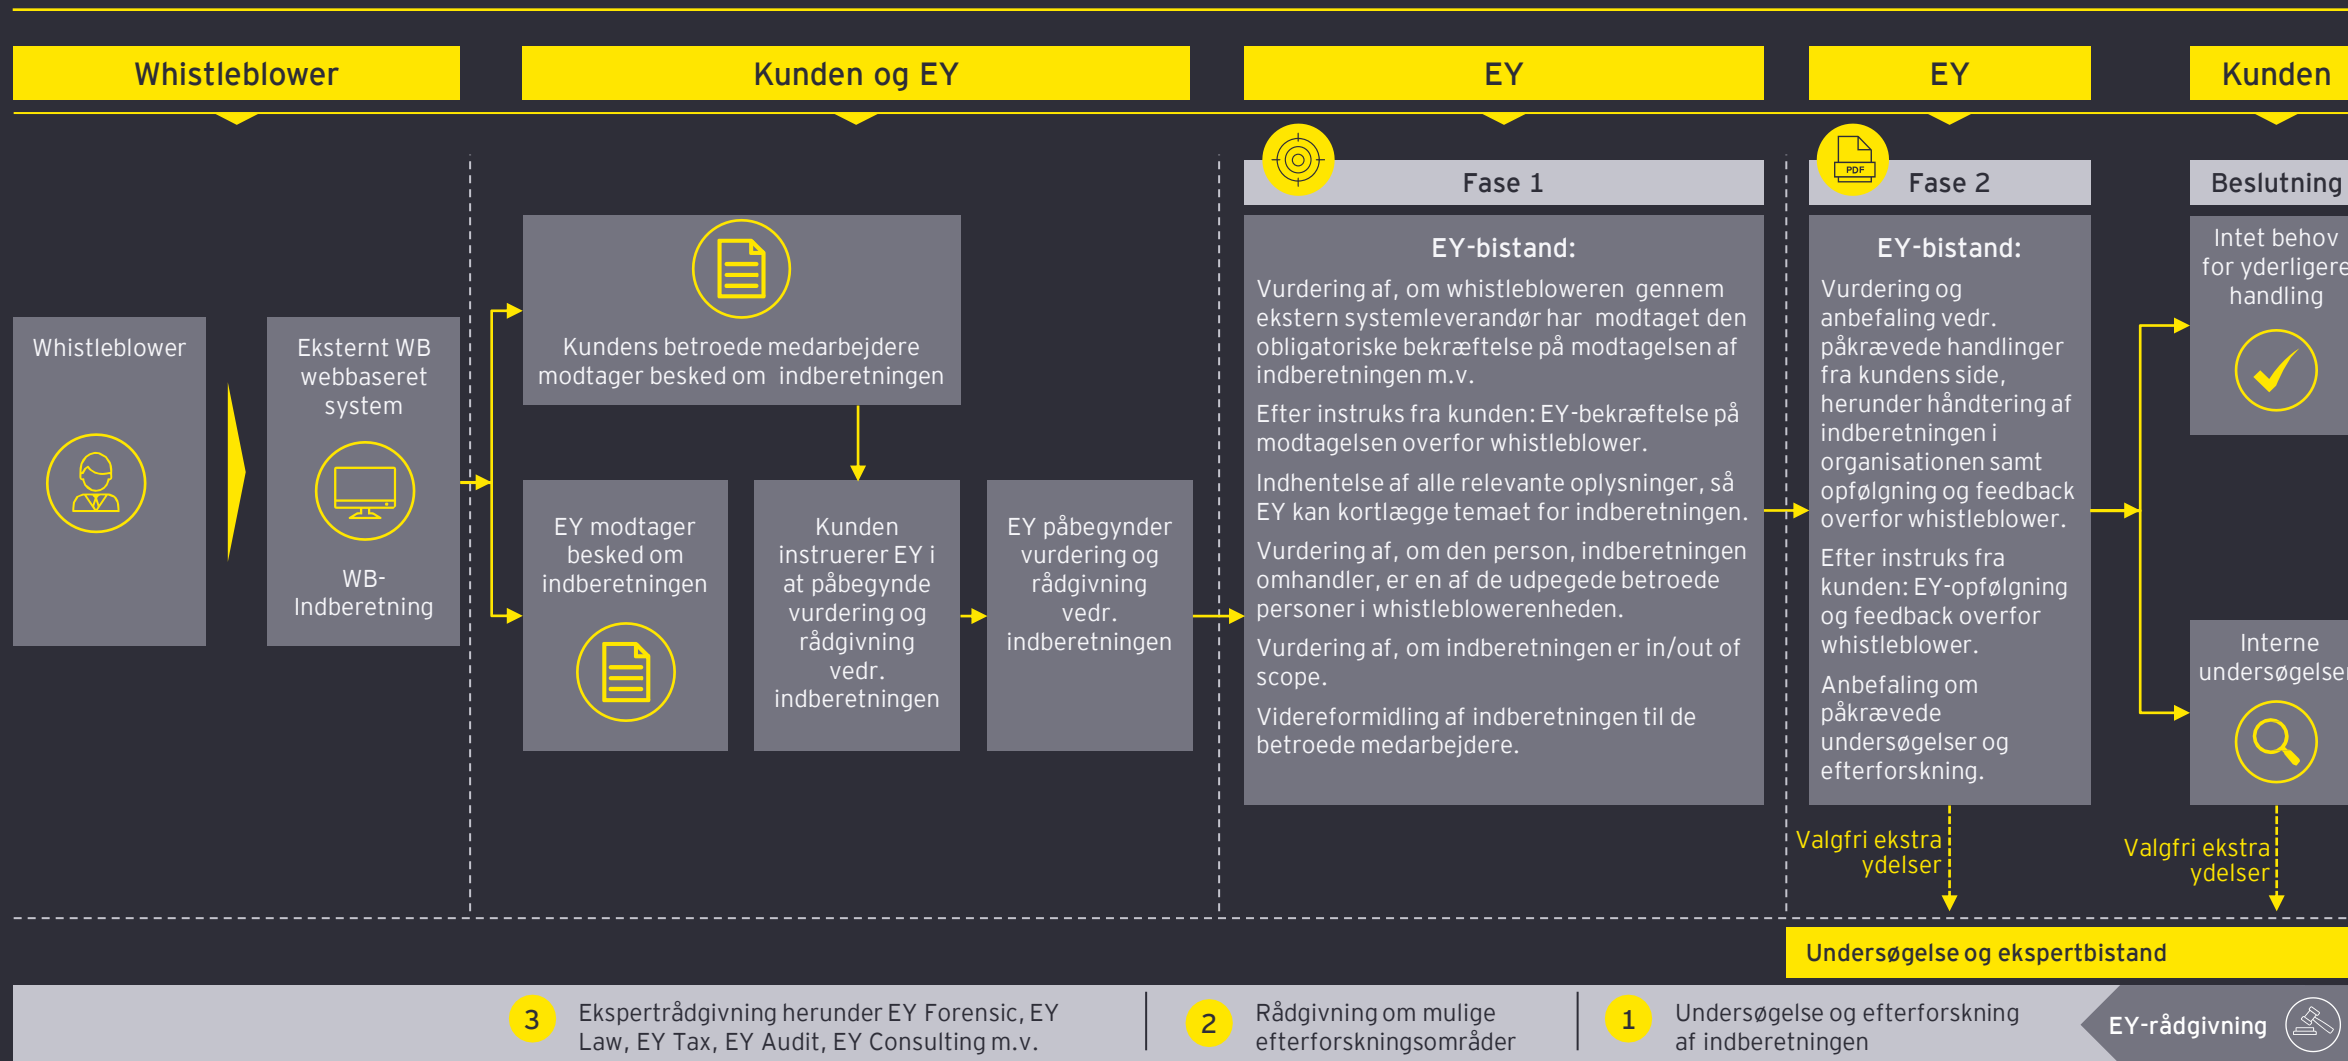 Whistleblower
Kunden og EY
EY
EY
Kunden
Whistleblower
Eksternt WB
webbaseret
system
WB-
Indberetning
Kundens betroede medarbejdere
modtager besked om indberetningen
EY modtager
besked om
indberetningen
Kunden
instruerer EY i
at påbegynde
vurdering og
rådgivning
vedr.
indberetningen
EY påbegynder
vurdering og
rådgivning
vedr.
indberetningen
Fase 1
EY-bistand:
Vurdering af, om whistlebloweren gennem
ekstern systemleverandør har modtaget den
obligatoriske bekræftelse på modtagelsen af
indberetningen m.v.
Efter instruks fra kunden: EY-bekræftelse på
modtagelsen overfor whistleblower.
Indhentelse af alle relevante oplysninger, så
EY kan kortlægge temaet for indberetningen.
Vurdering af, om den person, indberetningen
omhandler, er en af de udpegede betroede
personer i whistleblowerenheden.
Vurdering af, om indberetningen er in/out of
scope.
Videreformidling af indberetningen til de
betroede medarbejdere.
PDF
Fase 2
EY-bistand:
Vurdering og
anbefaling vedr.
påkrævede handlinger
fra kundens side,
herunder håndtering af
indberetningen i
organisationen samt
opfølgning og feedback
overfor whistleblower.
Efter instruks fra
kunden: EY-opfølgning
og feedback overfor
whistleblower.
Anbefaling om
påkrævede
undersøgelser og
efterforskning.
Valgfri ekstra
ydelser
Beslutning
Intet behov
for yderligere
handling
Interne
undersøgelser
Valgfri ekstra
ydelser
Undersøgelse og ekspertbistand
3
Ekspertrådgivning herunder EY Forensic, EY
Law, EY Tax, EY Audit, EY Consulting m.v.
2
Rådgivning om mulige
efterforskningsområder
1
Undersøgelse og efterforskning
af indberetningen
EY-rådgivning